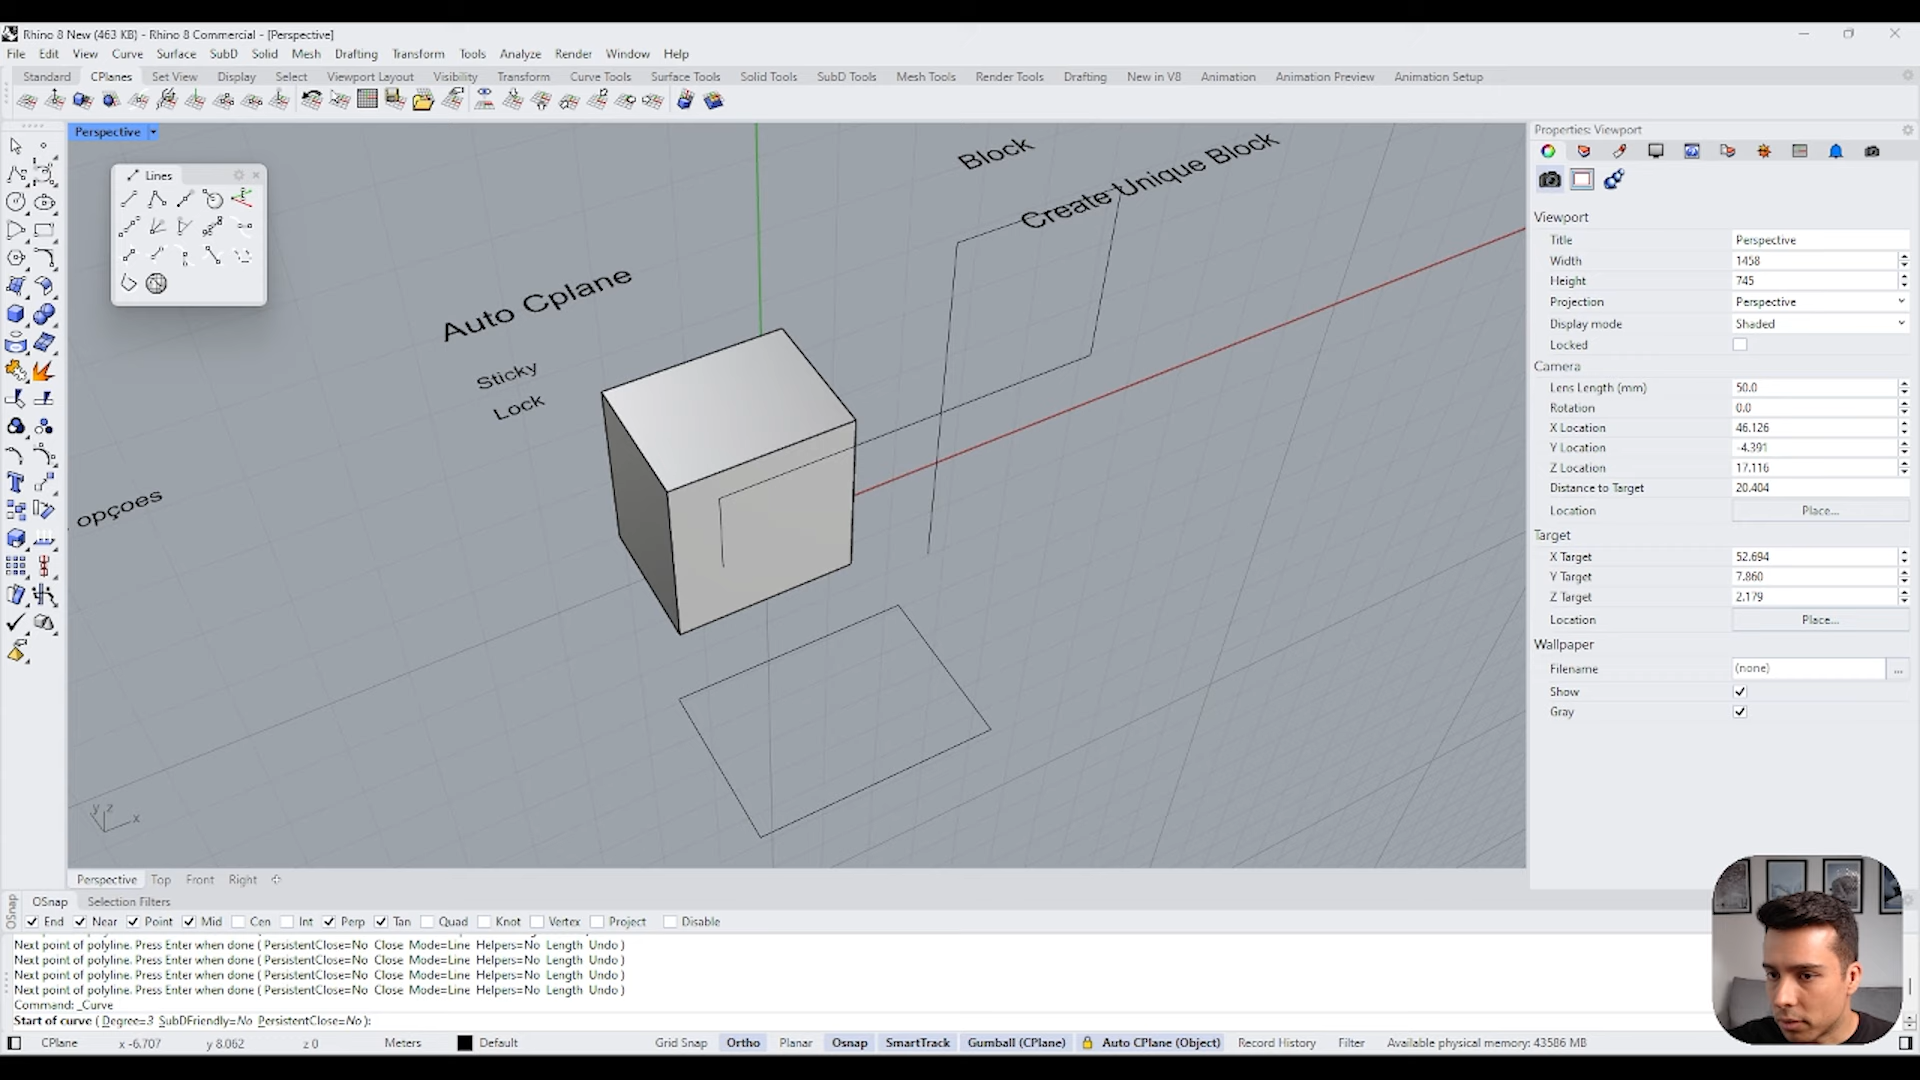 Rhino 8 New (463 KB) - Rhino 8 Commercial - [Perspective]
File Edit View Curve Surface SubD Solid Mesh Drafting Transform Tools Analyze Render Window Help
Standard CPlanes Set View Display Select Viewport Layout Visibility Transform Curve Tools Surface Tools Solid Tools SubD Tools Mesh Tools Render Tools Drafting New in V8 Animation Animation Preview Animation Setup
Perspective
Lines
Block
Create Unique Block
Auto Cplane
Sticky
Lock
opçoes
y z x
Properties: Viewport
Viewport
Title Perspective
Width 1458
Height 745
Projection Perspective
Display mode Shaded
Locked
Camera
Lens Length (mm) 50.0
Rotation 0.0
X Location 46.126
Y Location -4.391
Z Location 17.116
Distance to Target 20.404
Location Place...
Target
X Target 52.694
Y Target 7.860
Z Target 2.179
Location Place...
Wallpaper
Filename (none) ...
Show
Gray
Perspective Top Front Right
OSnap Selection Filters
OSnap
End Near Point Mid Cen Int Perp Tan Quad Knot Vertex Project Disable
Next point of polyline. Press Enter when done ( PersistentClose=No Close Mode=Line Helpers=No Length Undo )
Next point of polyline. Press Enter when done ( PersistentClose=No Close Mode=Line Helpers=No Length Undo )
Next point of polyline. Press Enter when done ( PersistentClose=No Close Mode=Line Helpers=No Length Undo )
Next point of polyline. Press Enter when done ( PersistentClose=No Close Mode=Line Helpers=No Length Undo )
Command: _Curve
Start of curve ( Degree=3 SubDFriendly=No PersistentClose=No ):
CPlane x -6.707 y 8.062 z 0 Meters Default Grid Snap Ortho Planar Osnap SmartTrack Gumball (CPlane) Auto CPlane (Object) Record History Filter Available physical memory: 43586 MB